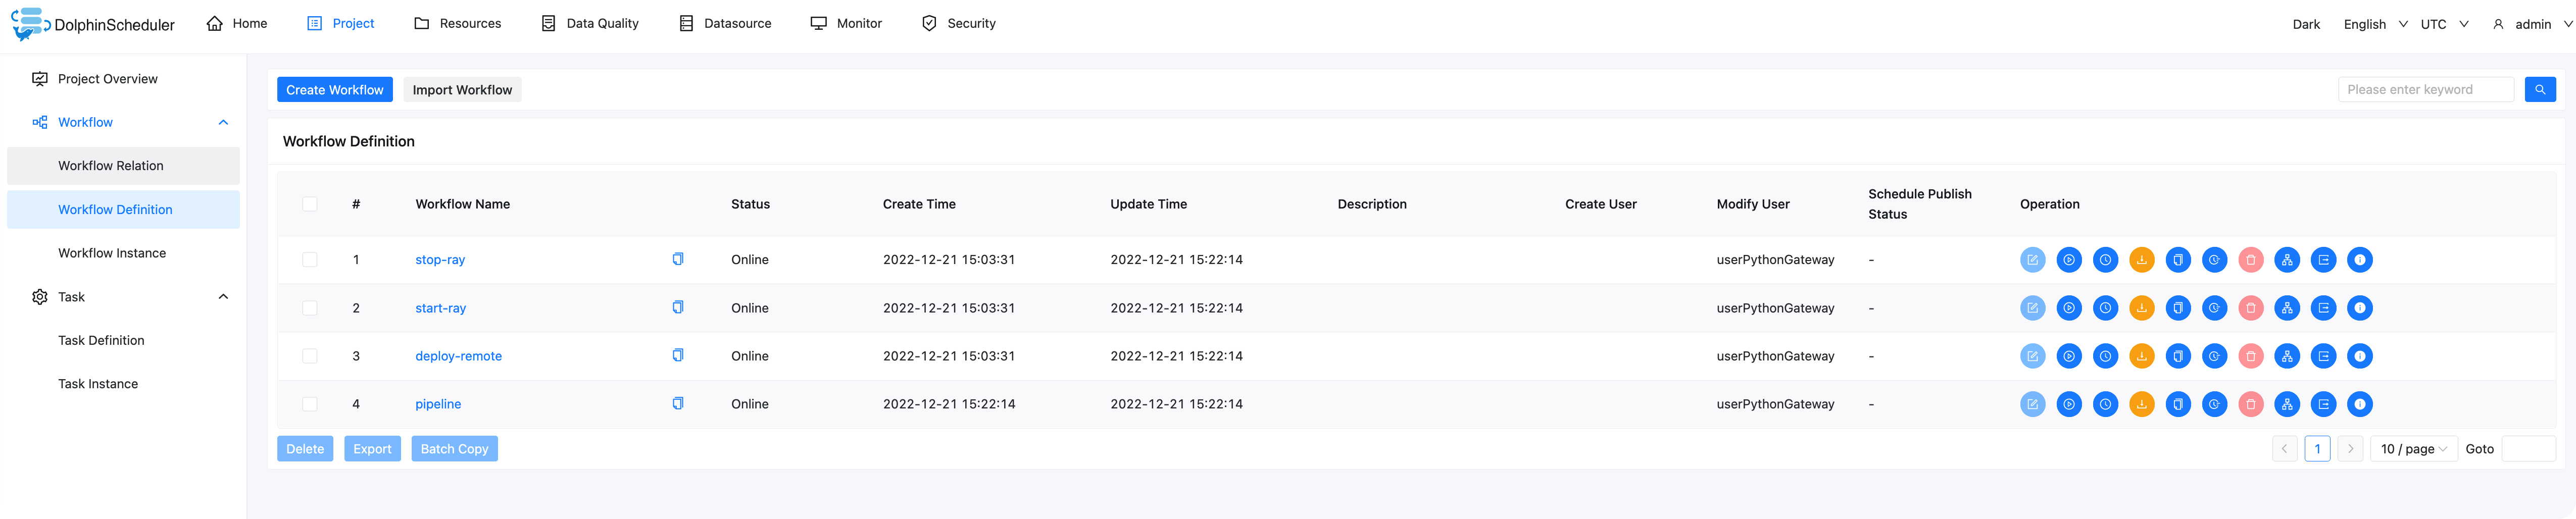 DolphinScheduler Home Project Resources Data Quality Datasource Monitor Security Dark English UTC admin
Project Overview
Workflow
Workflow Relation
Workflow Definition
Workflow Instance
Task
Task Definition
Task Instance
Create Workflow Import Workflow Please enter keyword
Workflow Definition
# Workflow Name Status Create Time Update Time Description Create User Modify User Schedule Publish Status Operation
1 stop-ray Online 2022-12-21 15:03:31 2022-12-21 15:22:14 userPythonGateway -
2 start-ray Online 2022-12-21 15:03:31 2022-12-21 15:22:14 userPythonGateway -
3 deploy-remote Online 2022-12-21 15:03:31 2022-12-21 15:22:14 userPythonGateway -
4 pipeline Online 2022-12-21 15:22:14 2022-12-21 15:22:14 userPythonGateway -
Delete Export Batch Copy 1 10 / page Goto